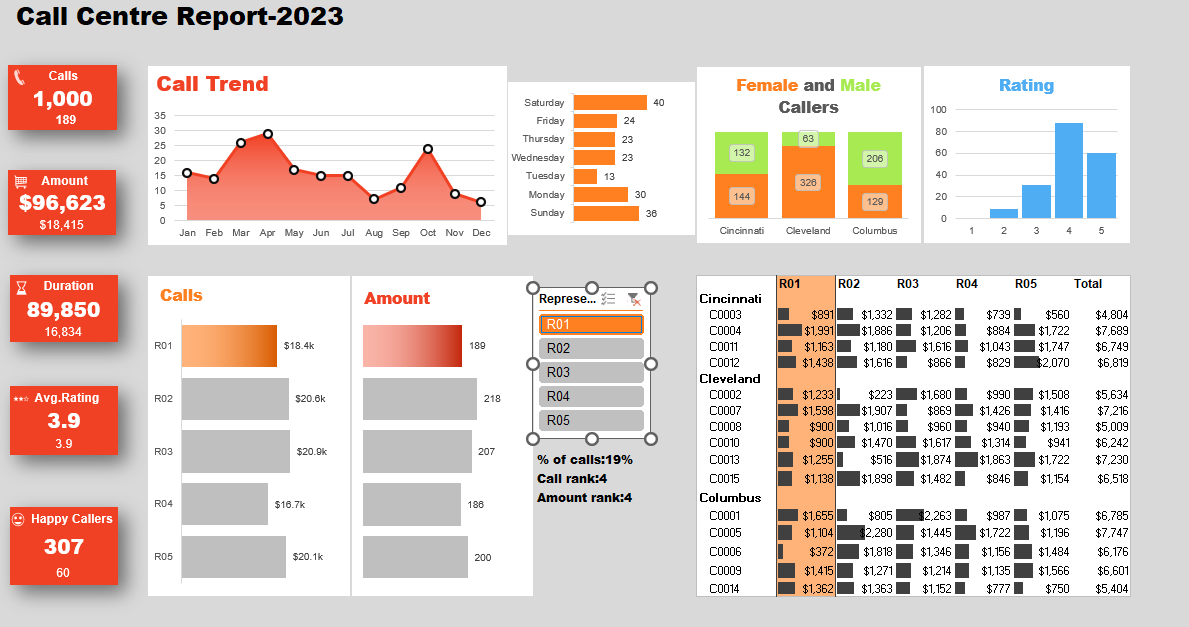 Call Centre Report-2023
Calls
1,000
189
Amount
$96,623
$18,415
Duration
89,850
16,834
Avg.Rating
3.9
3.9
Happy Callers
307
60
Call Trend
35
30
25
20
15
10
5
0
Jan Feb Mar Apr May Jun Jul Aug Sep Oct Nov Dec
Saturday 40
Friday 24
Thursday 23
Wednesday 23
Tuesday 13
Monday 30
Sunday 36
Female and Male
Callers
132 63 206
144 326 129
Cincinnati Cleveland Columbus
Rating
100
80
60
40
20
0
1 2 3 4 5
Calls
R01 $18.4k
R02 $20.6k
R03 $20.9k
R04 $16.7k
R05 $20.1k
Amount
189
218
207
186
200
Represe...
R01
R02
R03
R04
R05
% of calls:19%
Call rank:4
Amount rank:4
R01 R02 R03 R04 R05 Total
Cincinnati
C0003 $891 $1,332 $1,282 $739 $560 $4,804
C0004 $1,991 $1,886 $1,206 $884 $1,722 $7,689
C0011 $1,163 $1,180 $1,616 $1,043 $1,747 $6,749
C0012 $1,438 $1,616 $866 $829 $2,070 $6,819
Cleveland
C0002 $1,233 $223 $1,680 $990 $1,508 $5,634
C0007 $1,598 $1,907 $869 $1,426 $1,416 $7,216
C0008 $900 $1,016 $960 $940 $1,193 $5,009
C0010 $900 $1,470 $1,617 $1,314 $941 $6,242
C0013 $1,255 $516 $1,874 $1,863 $1,722 $7,230
C0015 $1,138 $1,898 $1,482 $846 $1,154 $6,518
Columbus
C0001 $1,655 $805 $2,263 $987 $1,075 $6,785
C0005 $1,104 $2,280 $1,445 $1,722 $1,196 $7,747
C0006 $372 $1,818 $1,346 $1,156 $1,484 $6,176
C0009 $1,415 $1,271 $1,214 $1,135 $1,566 $6,601
C0014 $1,362 $1,363 $1,152 $777 $750 $5,404